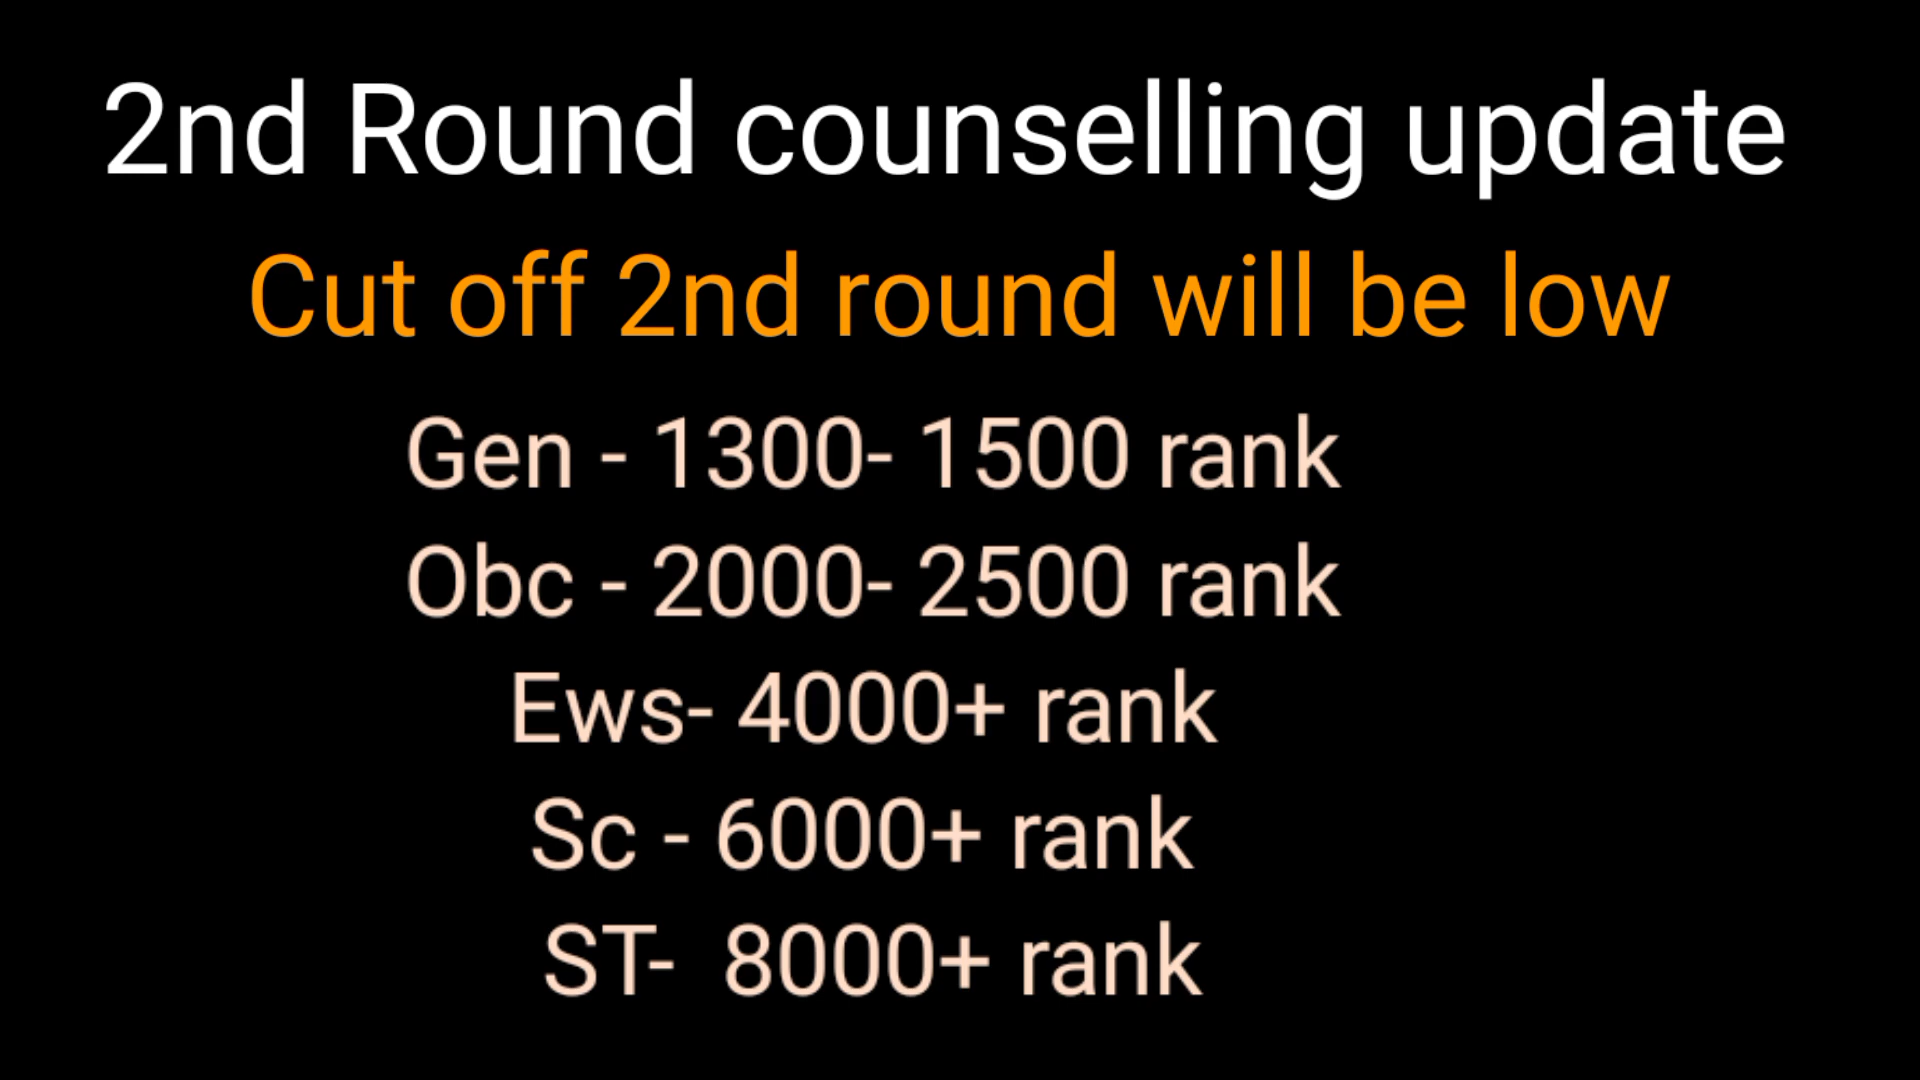 2nd Round counselling update
Cut off 2nd round will be low
Gen - 1300- 1500 rank
Obc - 2000- 2500 rank
Ews- 4000+ rank
Sc - 6000+ rank
ST-  8000+ rank